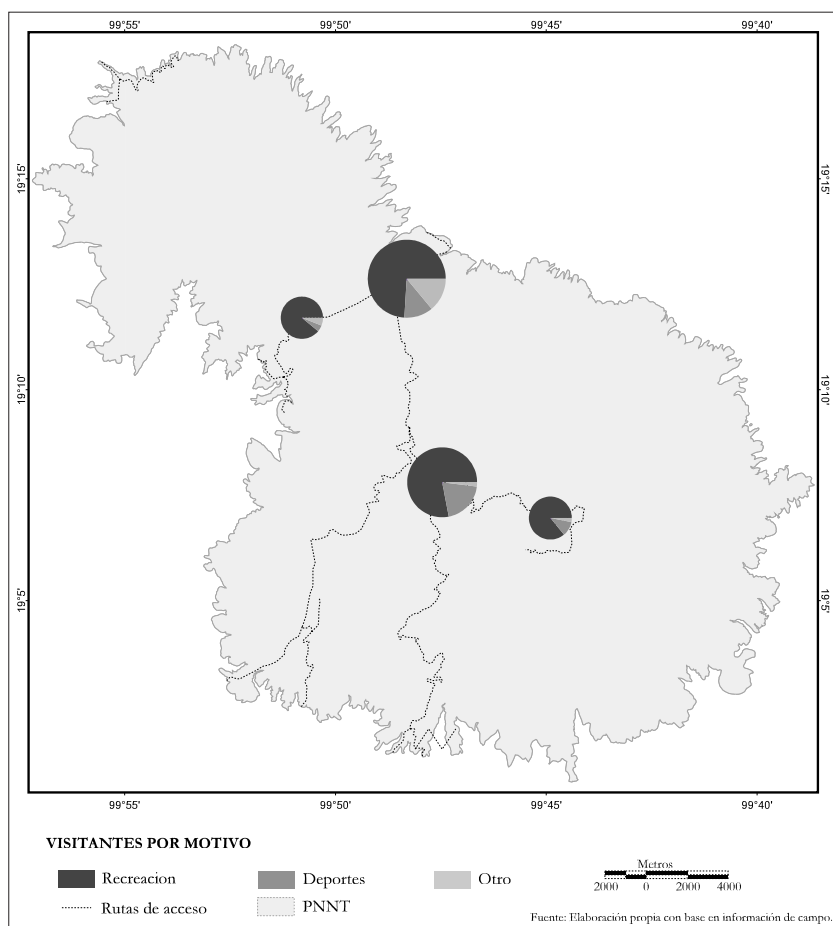 99°55' 99°50' 99°45' 99°40'
19°15' 19°15'
19°10' 19°10'
19°5' 19°5'
99°55' 99°50' 99°45' 99°40'
VISITANTES POR MOTIVO
Recreacion Deportes Otro
Rutas de acceso PNNT
Metros
2000 0 2000 4000
Fuente: Elaboración propia con base en información de campo.